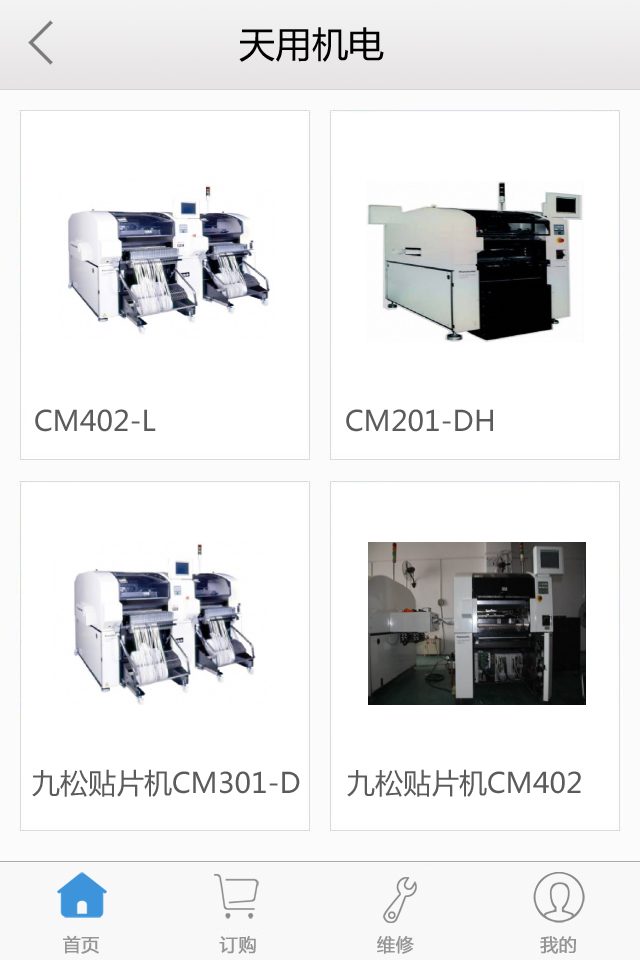 天用机电
CM402-L
CM201-DH
九松贴片机CM301-D
九松贴片机CM402
首页
订购
维修
我的